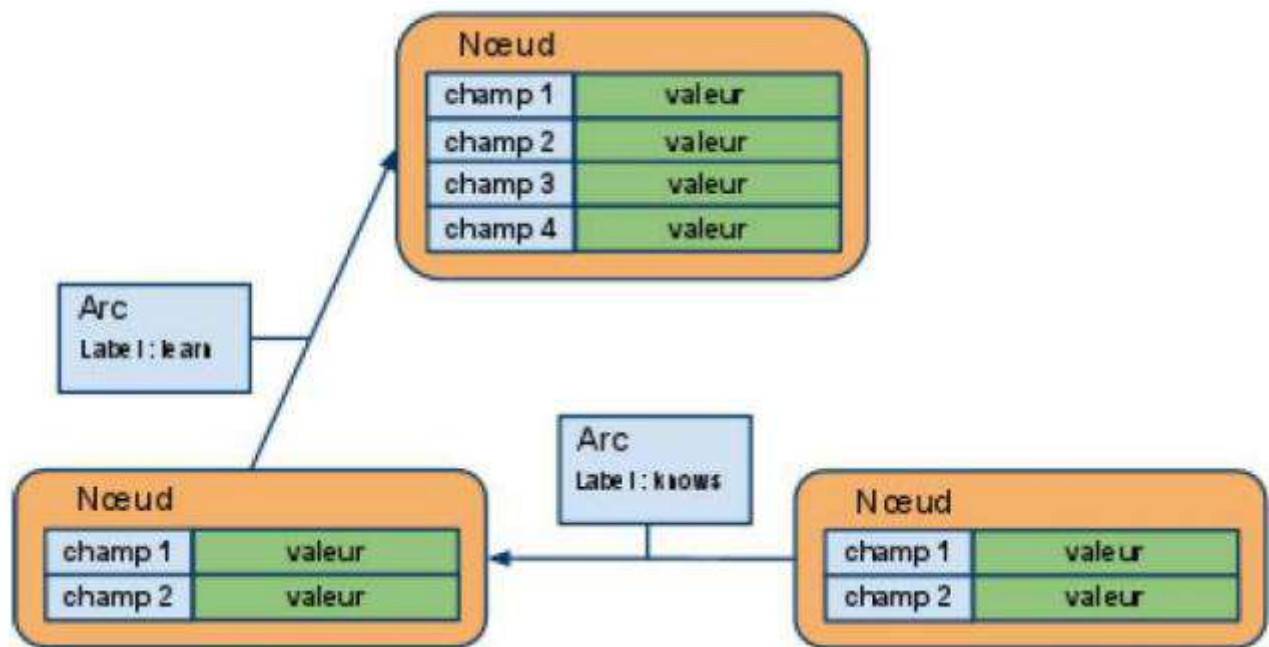 Nœud
champ 1 valeur
champ 2 valeur
champ 3 valeur
champ 4 valeur
Arc
Label : learn
Arc
Label : knows
Nœud
champ 1 valeur
champ 2 valeur
Nœud
champ 1 valeur
champ 2 valeur